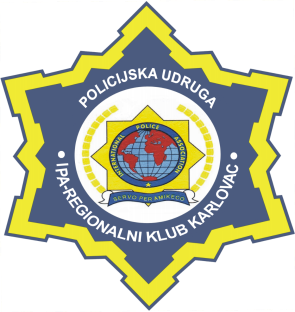 POLICIJSKA UDRUGA
INTERNATIONAL POLICE ASSOCIATION
SERVO PER AMIKECO
• IPA-REGIONALNI KLUB KARLOVAC •